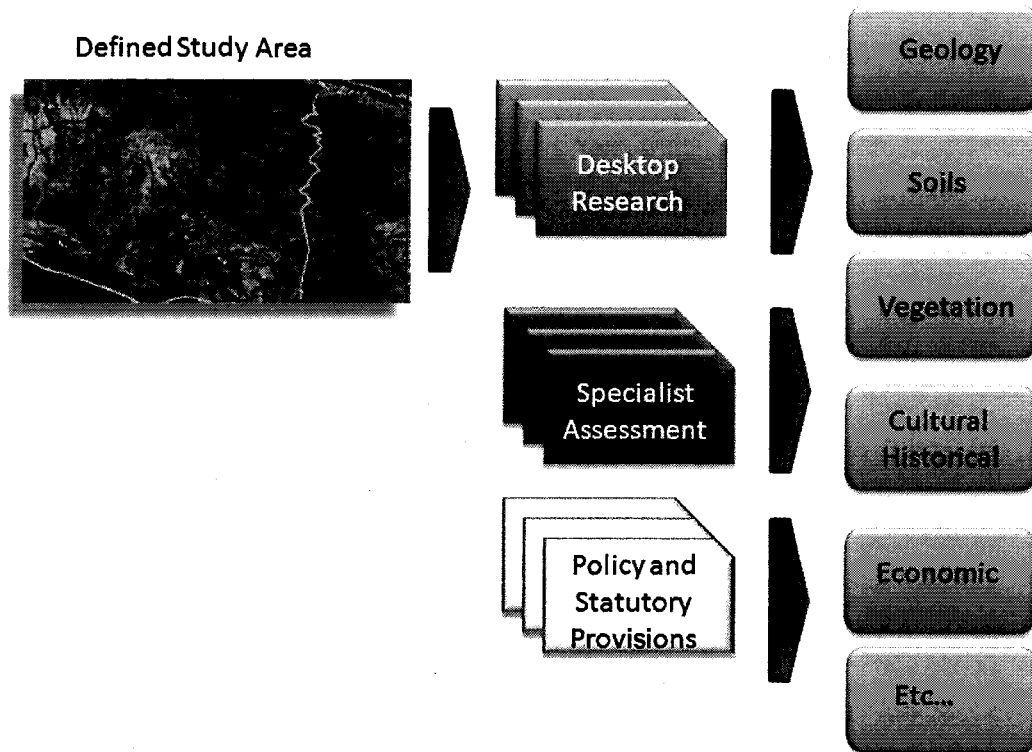 Defined Study Area
Desktop
Research
Specialist
Assessment
Policy and
Statutory
Provisions
Geology
Soils
Vegetation
Cultural
Historical
Economic
Etc...